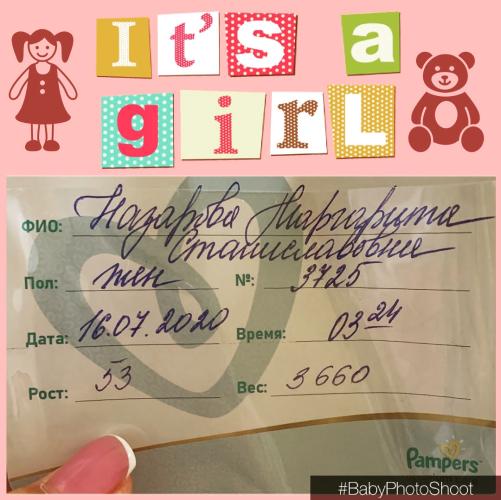 It's a
girl
ФИО: Назарова Маргарита
Станиславовна
Пол: жен №: 3725
Дата: 16.07.2020 Время: 03 24
Рост: 53 Вес: 3660
Pampers
#BabyPhotoShoot